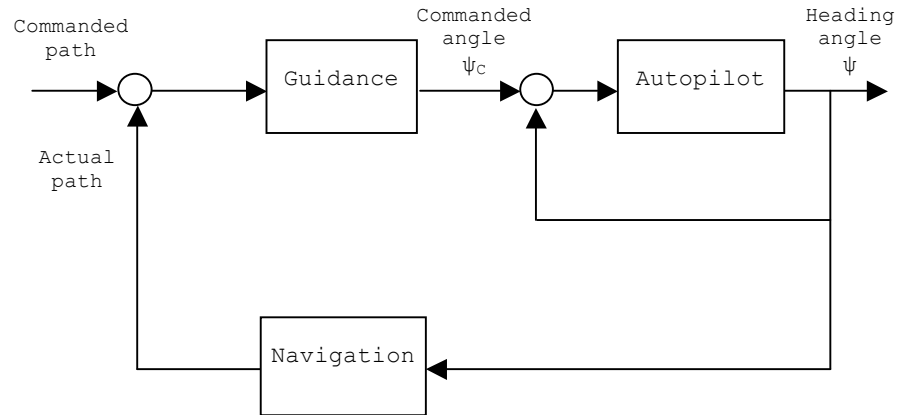 Commanded
path
Guidance
Commanded
angle
ψC
Autopilot
Heading
angle
ψ
Actual
path
Navigation